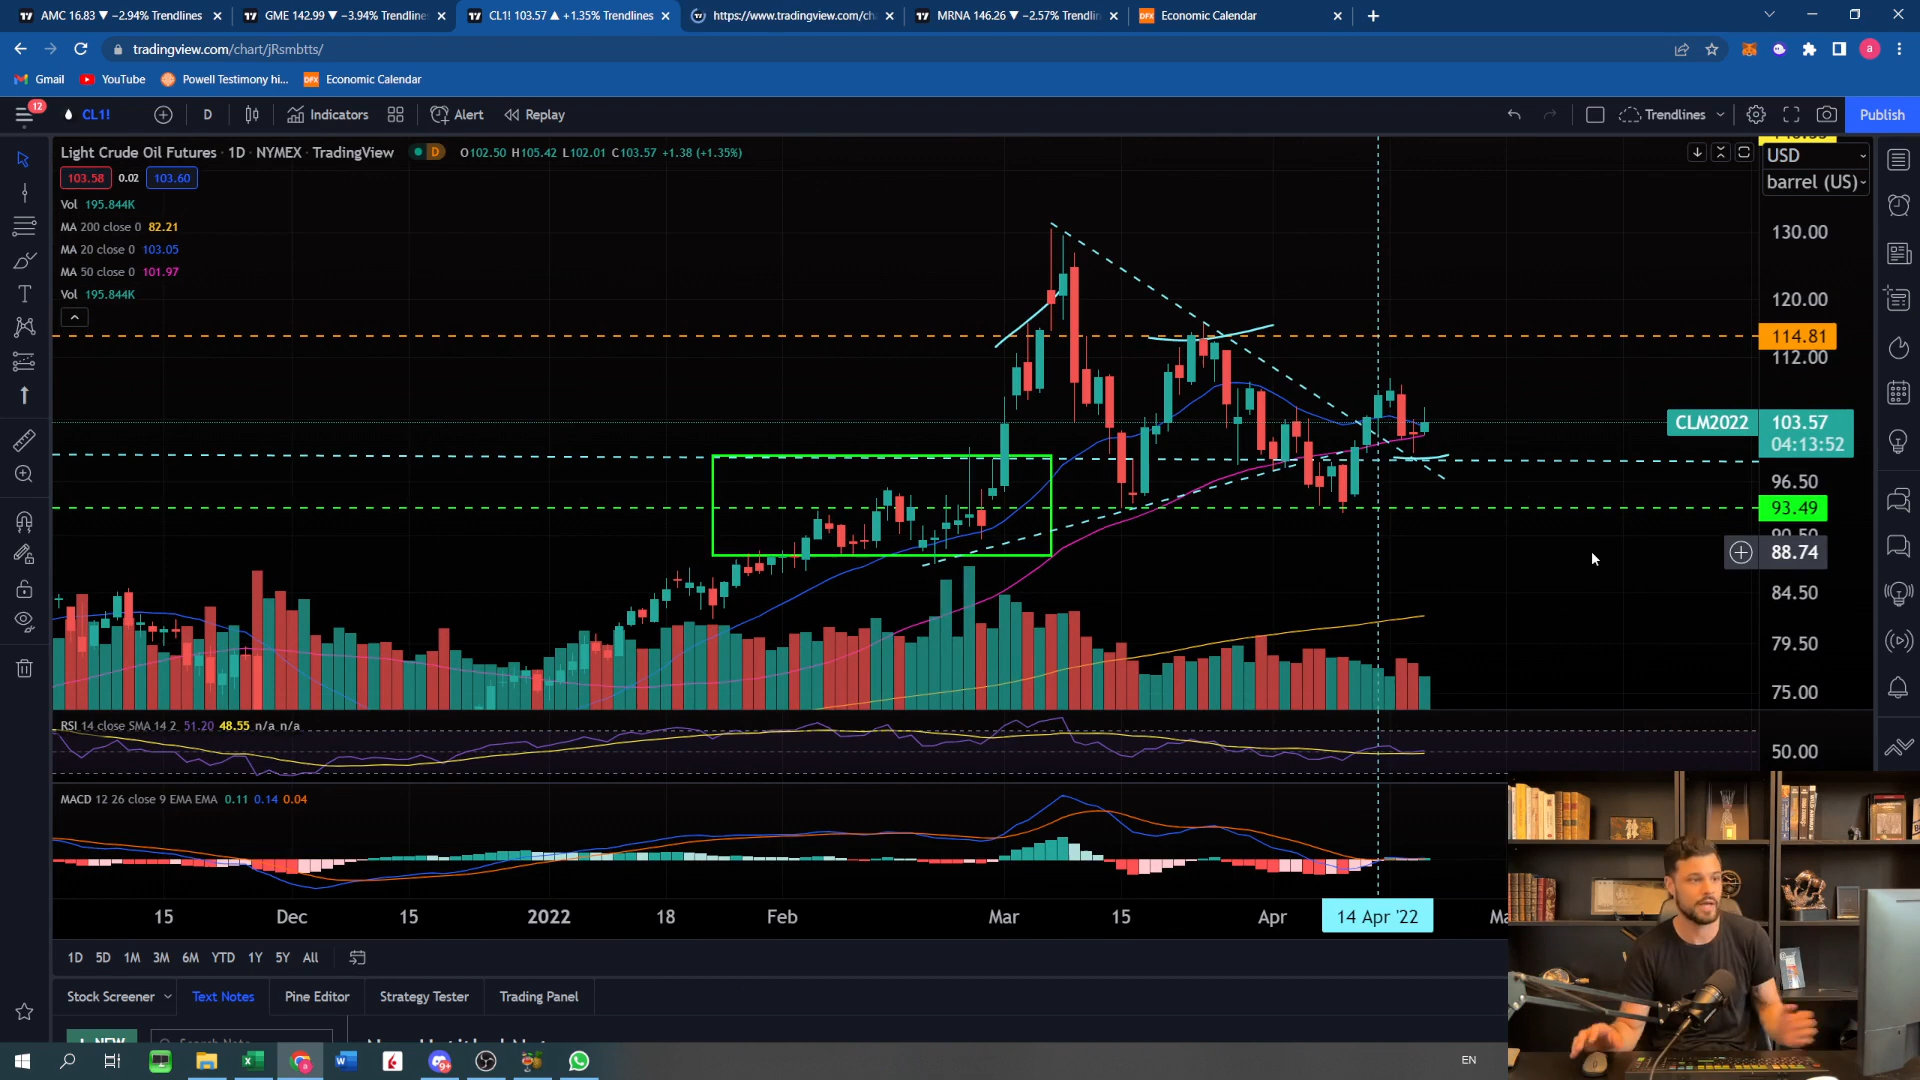 AMC 16.83 ▼ −2.94% Trendlines
GME 142.99 ▼ −3.94% Trendline
CL1! 103.57 ▲ +1.35% Trendlines
https://www.tradingview.com/ch
MRNA 146.26 ▼ −2.57% Trendlin
Economic Calendar
tradingview.com/chart/jRsmbtts/
a
Gmail
YouTube
Powell Testimony hi...
Economic Calendar
12
CL1!
D
Indicators
Alert
Replay
Trendlines
Publish
Light Crude Oil Futures · 1D · NYMEX · TradingView
D
O102.50 H105.42 L102.01 C103.57 +1.38 (+1.35%)
103.58
0.02
103.60
Vol 195.844K
MA 200 close 0 82.21
MA 20 close 0 103.05
MA 50 close 0 101.97
Vol 195.844K
USD
barrel (US)
130.00
120.00
114.81
112.00
CLM2022
103.57
04:13:52
96.50
93.49
90.50
88.74
84.50
79.50
75.00
RSI 14 close SMA 14 2 51.20 48.55 n/a n/a
50.00
MACD 12 26 close 9 EMA EMA 0.11 0.14 0.04
15
Dec
15
2022
18
Feb
Mar
15
Apr
14 Apr '22
1D
5D
1M
3M
6M
YTD
1Y
5Y
All
Stock Screener
Text Notes
Pine Editor
Strategy Tester
Trading Panel
EN